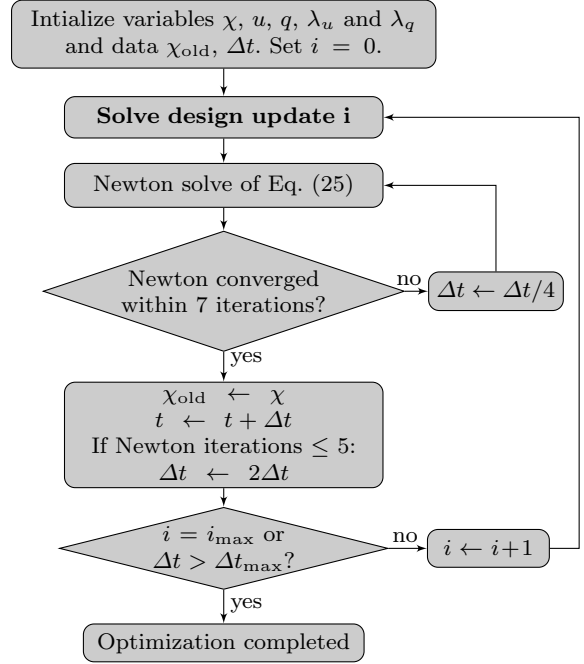 Intialize variables χ, u, q, λ_u and λ_q
and data χ_old, Δt. Set i = 0.
Solve design update i
Newton solve of Eq. (25)
Newton converged
within 7 iterations?
no
Δt ← Δt/4
yes
χ_old ← χ
t ← t + Δt
If Newton iterations ≤ 5:
Δt ← 2Δt
i = i_max or
Δt > Δt_max?
no
i ← i+1
yes
Optimization completed